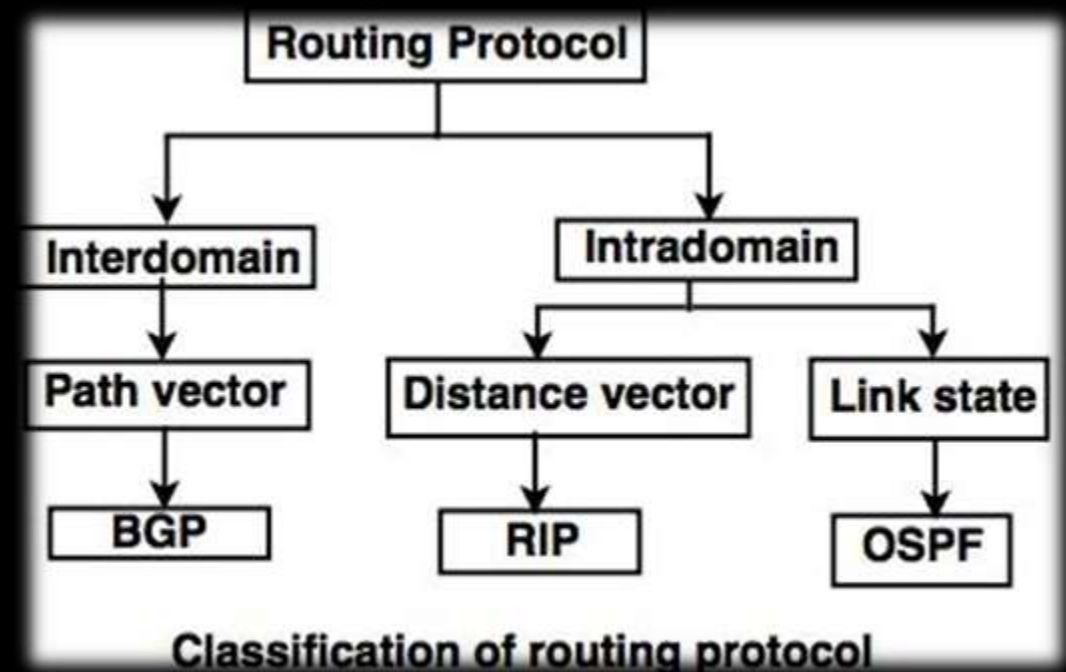 Routing Protocol
Interdomain
Intradomain
Path vector
Distance vector
Link state
BGP
RIP
OSPF
Classification of routing protocol